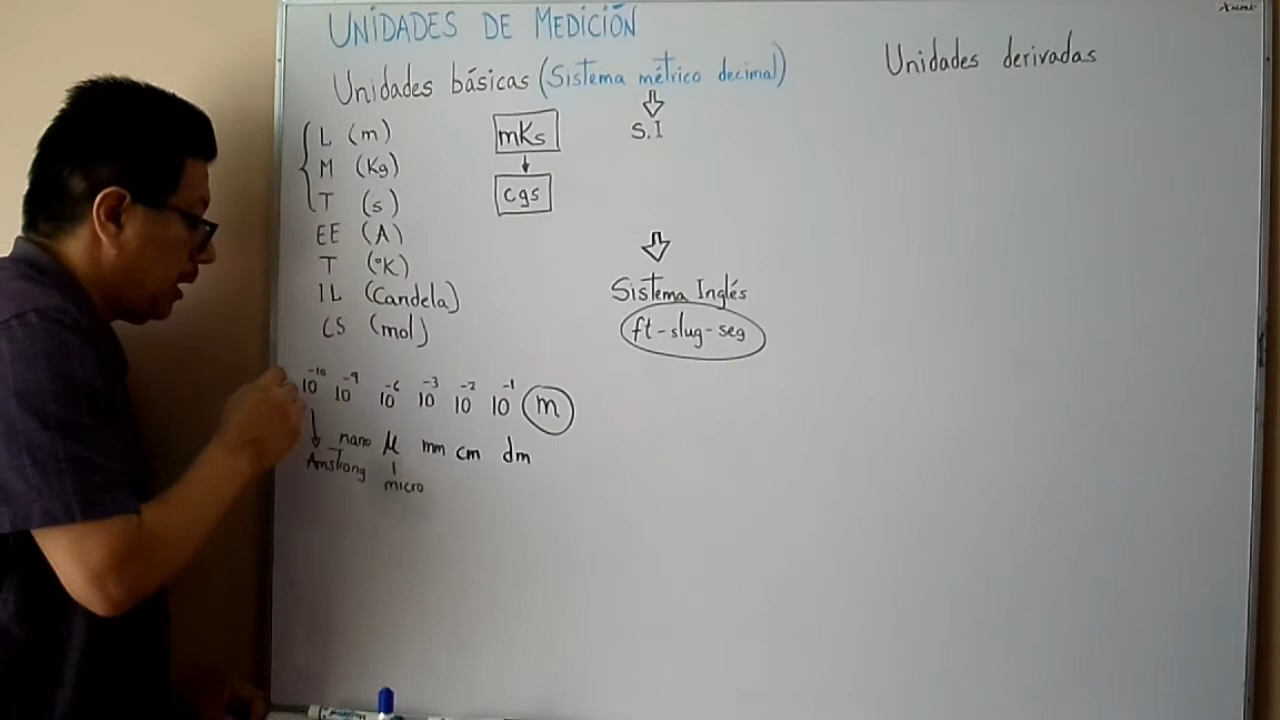 UNIDADES DE MEDICIÓN
Unidades básicas (Sistema métrico decimal)
S.I
L (m)
M (Kg)
T (s)
EE (A)
T (°K)
IL (Candela)
CS (mol)
mKs
cgs
Sistema Inglés
ft-slug-seg
10⁻¹⁰ 10⁻⁹ 10⁻⁶ 10⁻³ 10⁻² 10⁻¹ m
nano μ mm cm dm
Amstrong
micro
Unidades derivadas